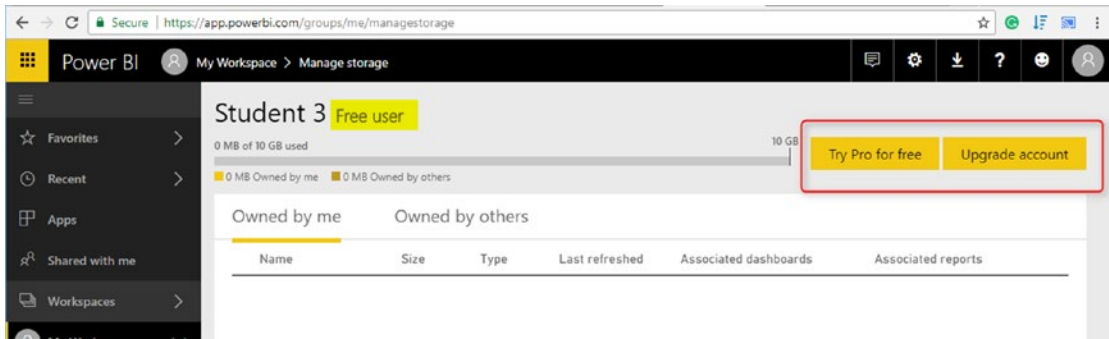 Secure | https://app.powerbi.com/groups/me/managestorage
Power BI My Workspace > Manage storage ?
Student 3 Free user
Favorites >
0 MB of 10 GB used 10 GB
Try Pro for free Upgrade account
Recent >
0 MB Owned by me 0 MB Owned by others
Apps
Owned by me Owned by others
Shared with me
Name Size Type Last refreshed Associated dashboards Associated reports
Workspaces >